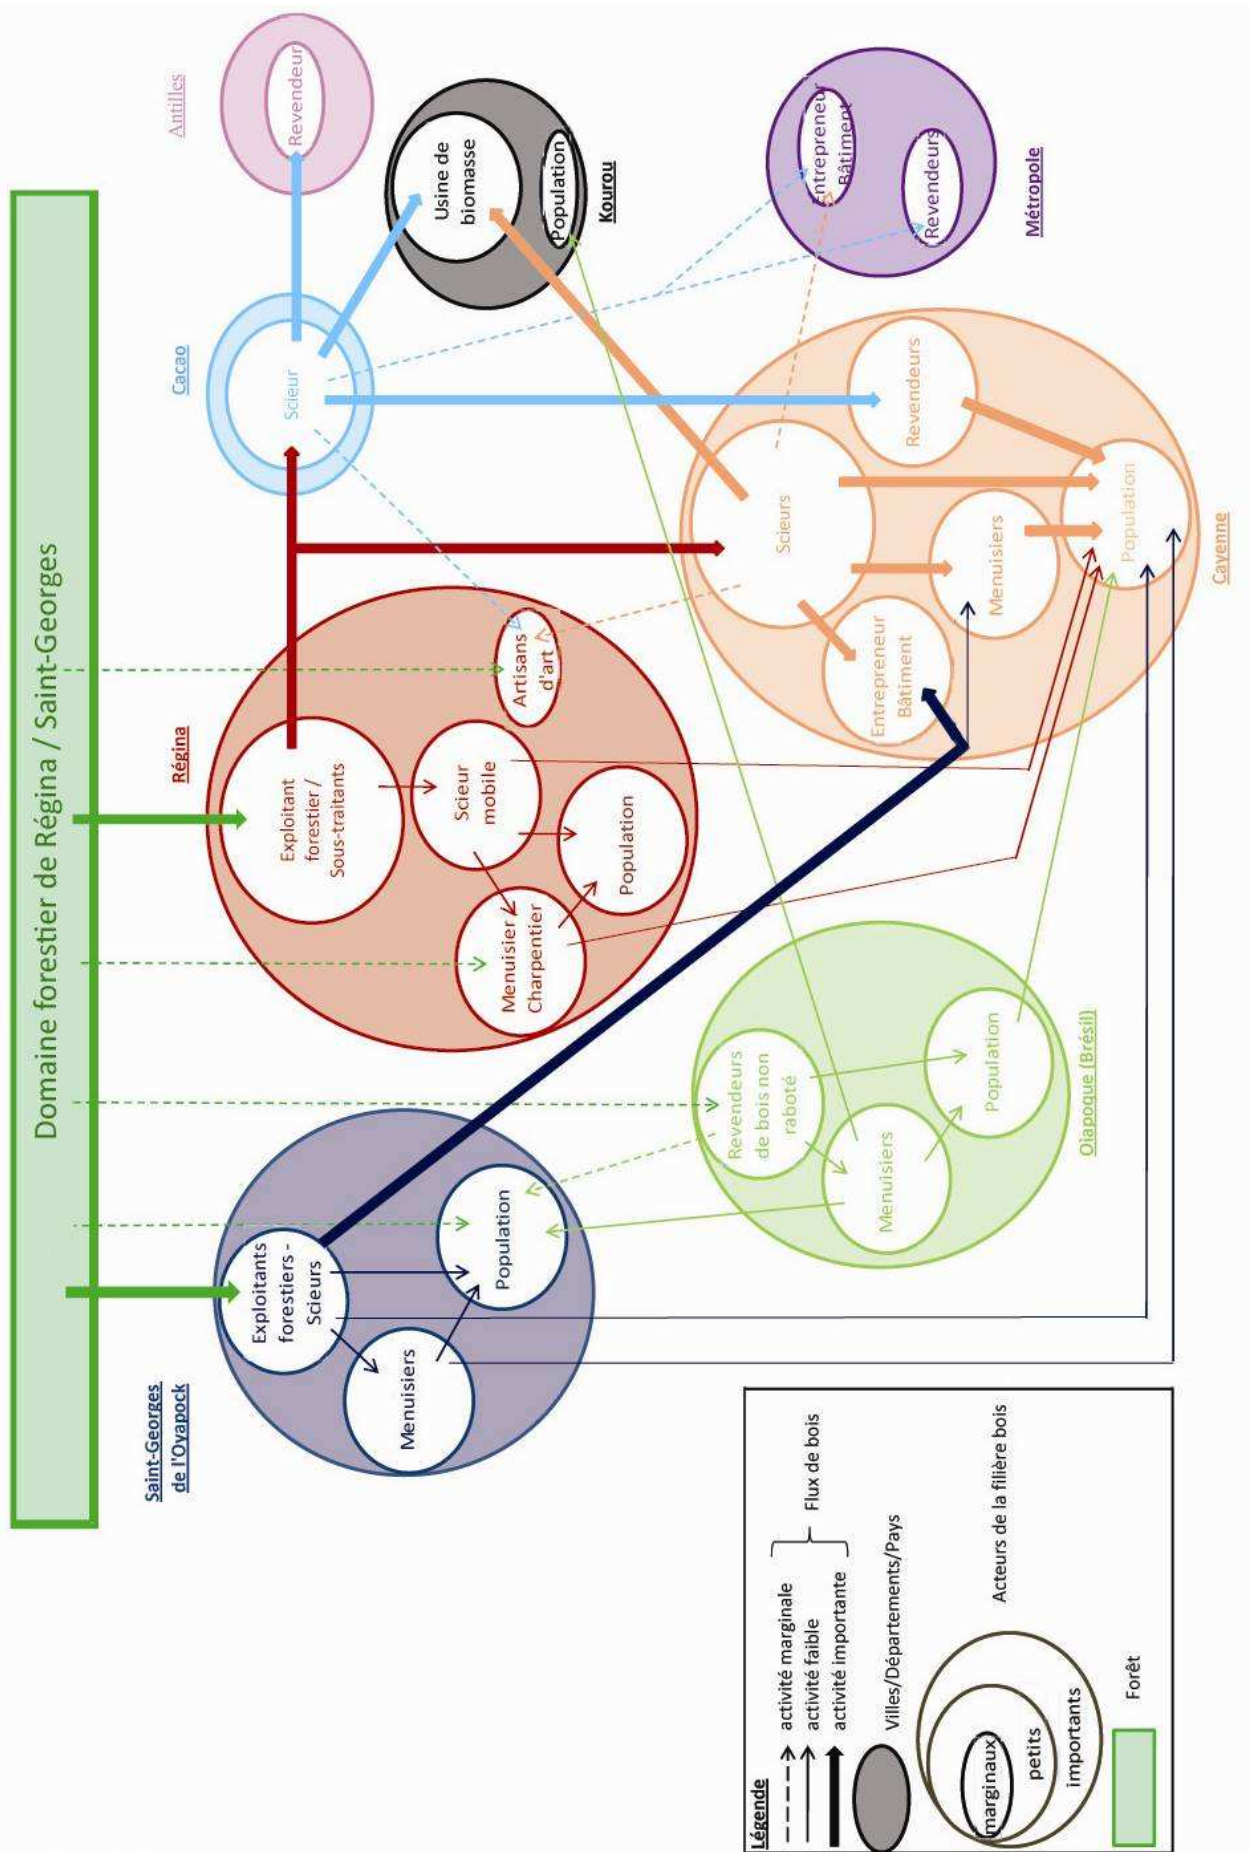 Domaine forestier de Régina / Saint-Georges
Saint-Georges
de l'Oyapock
Exploitants
forestiers -
Scieurs
Menuisiers
Population
Régina
Exploitant
forestier /
Sous-traitants
Scieur
mobile
Menuisier
Charpentier
Population
Artisans
d'art
Cacao
Scieur
Antilles
Revendeur
Usine de
biomasse
Population
Kourou
Entrepreneur
Bâtiment
Revendeurs
Métropole
Scieurs
Revendeurs
Entrepreneur
Bâtiment
Menuisiers
Population
Cayenne
Revendeurs
de bois non
raboté
Menuisiers
Population
Oiapoque (Brésil)
Légende
activité marginale
activité faible
activité importante
Flux de bois
Villes/Départements/Pays
marginaux
petits
importants
Acteurs de la filière bois
Forêt